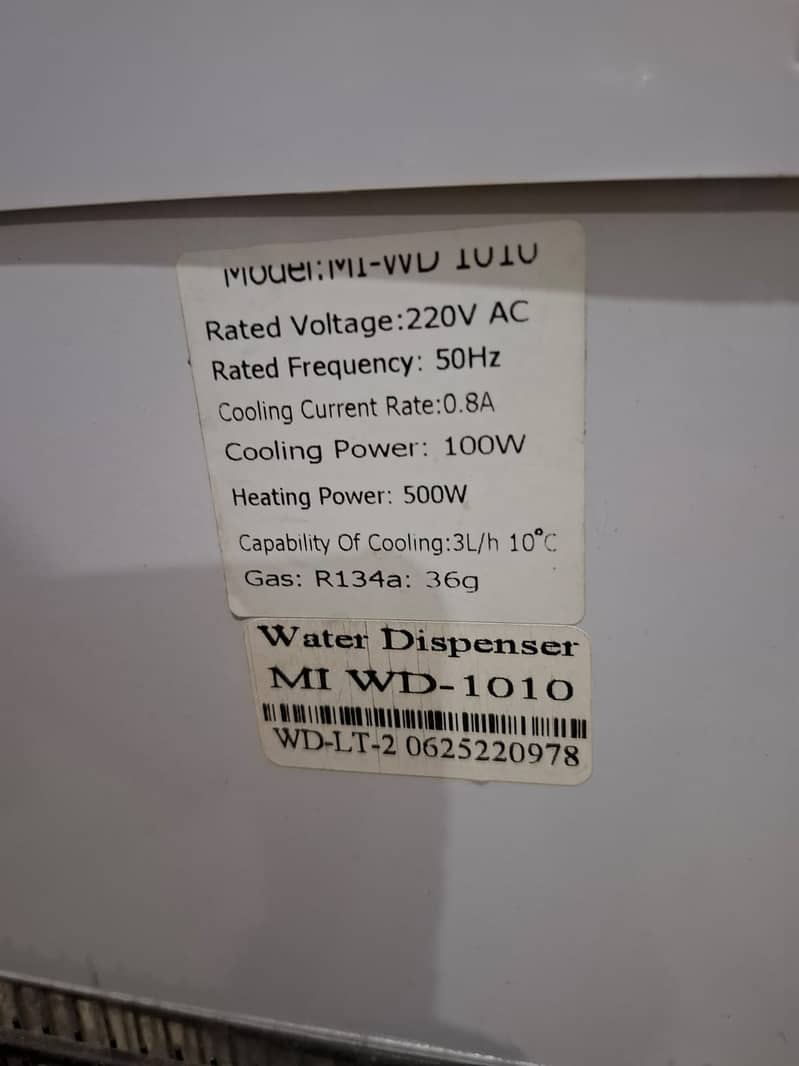 Model:MI-WD 1010
Rated Voltage:220V AC
Rated Frequency: 50Hz
Cooling Current Rate:0.8A
Cooling Power: 100W
Heating Power: 500W
Capability Of Cooling:3L/h 10°C
Gas: R134a: 36g
Water Dispenser
MI WD-1010
WD-LT-2 0625220978